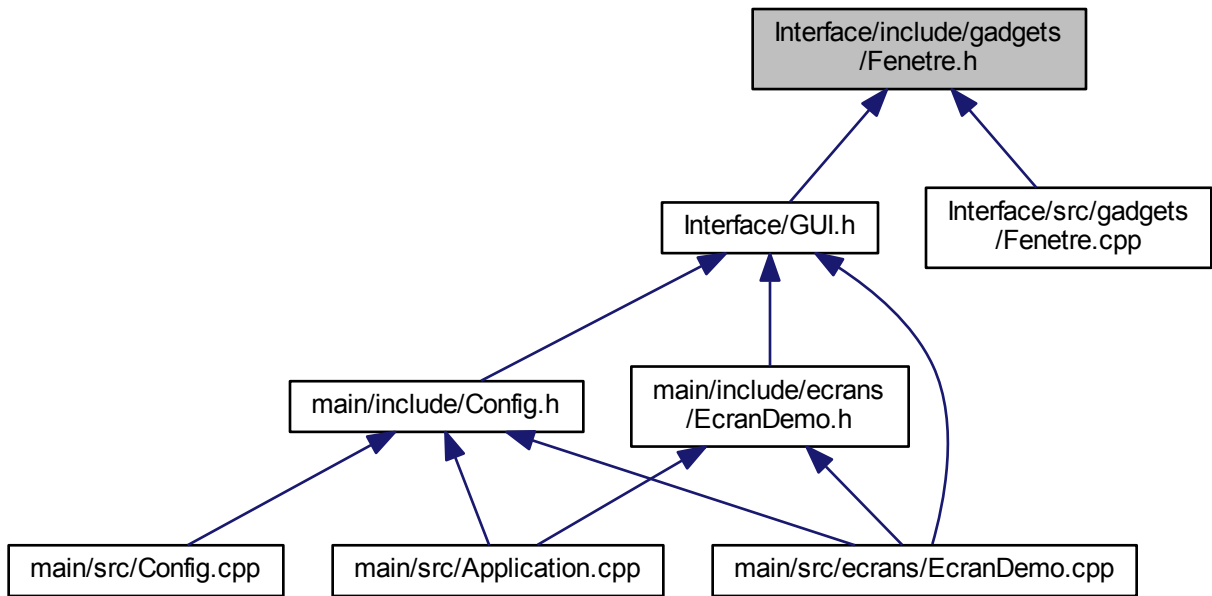 Interface/include/gadgets
/Fenetre.h
Interface/GUI.h
Interface/src/gadgets
/Fenetre.cpp
main/include/Config.h
main/include/ecrans
/EcranDemo.h
main/src/Config.cpp
main/src/Application.cpp
main/src/ecrans/EcranDemo.cpp